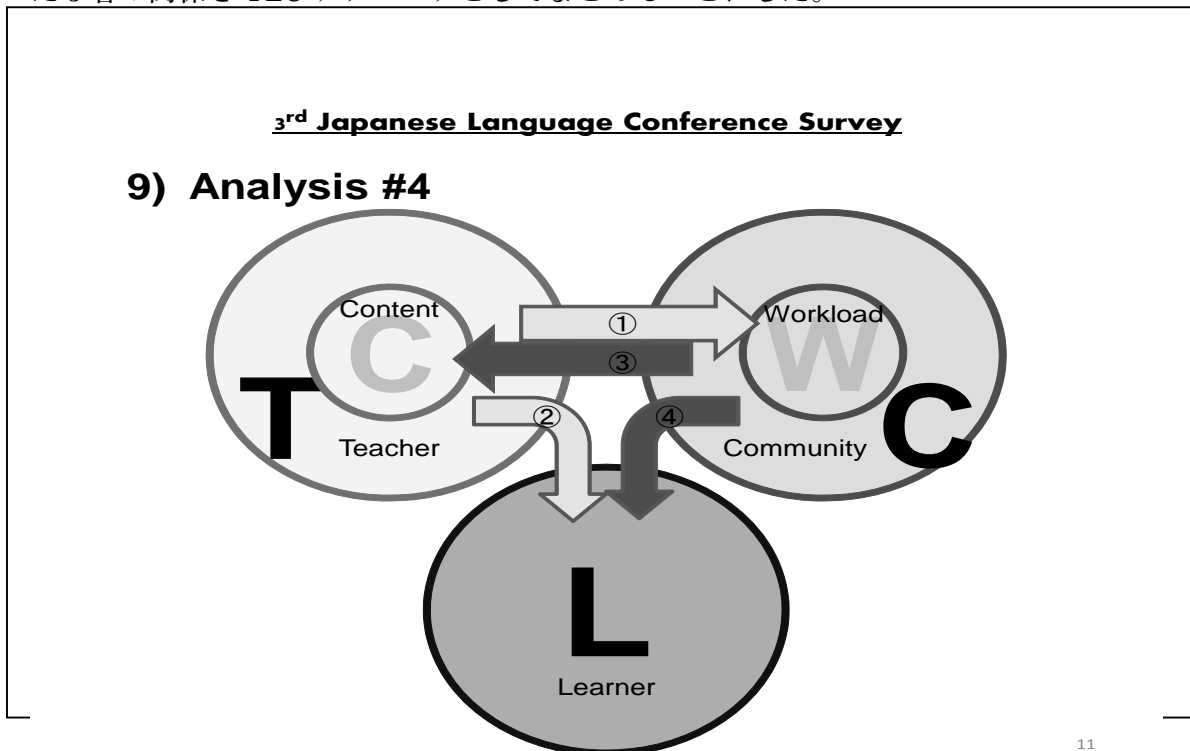 3rd Japanese Language Conference Survey
9) Analysis #4
Content
C
T
Teacher
①
③
②
④
Workload
W
Community
C
L
Learner
11